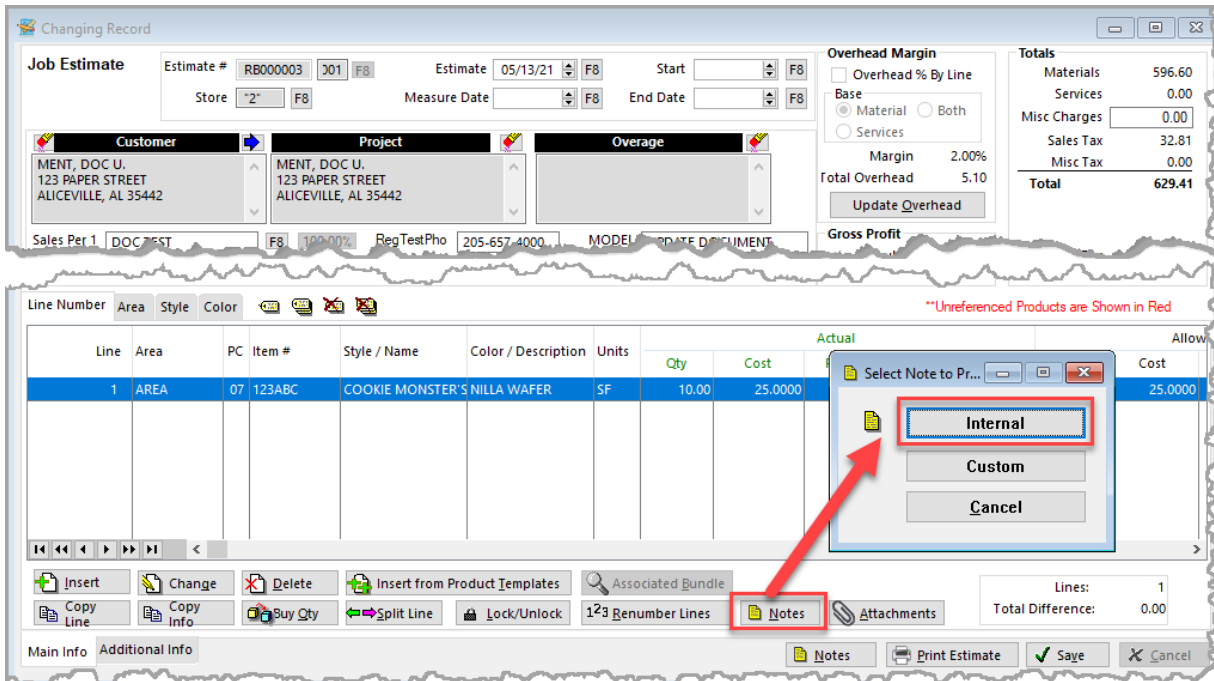 Changing Record
Job Estimate
Estimate # RB000003 001 F8 Estimate 05/13/21 F8 Start F8
Store "2" F8 Measure Date F8 End Date F8
Customer Project Overage
MENT, DOC U. MENT, DOC U.
123 PAPER STREET 123 PAPER STREET
ALICEVILLE, AL 35442 ALICEVILLE, AL 35442
Sales Per 1 DOC TEST F8 100.00% RegTestPho 205-657-4000 MODEL
Overhead Margin
Overhead % By Line
Base
Material Both
Services
Margin 2.00%
Total Overhead 5.10
Update Overhead
Gross Profit
Totals
Materials 596.60
Services 0.00
Misc Charges 0.00
Sales Tax 32.81
Misc Tax 0.00
Total 629.41
Line Number Area Style Color
**Unreferenced Products are Shown in Red
Actual Allow
Line Area PC Item # Style / Name Color / Description Units Qty Cost Cost
1 AREA 07 123ABC COOKIE MONSTER'S NILLA WAFER SF 10.00 25.0000 25.0000
Select Note to Pr...
Internal
Custom
Cancel
Insert Change Delete Insert from Product Templates Associated Bundle
Copy Line Copy Info Buy Qty Split Line Lock/Unlock 123 Renumber Lines Notes Attachments
Lines: 1
Total Difference: 0.00
Main Info Additional Info Notes Print Estimate Save Cancel